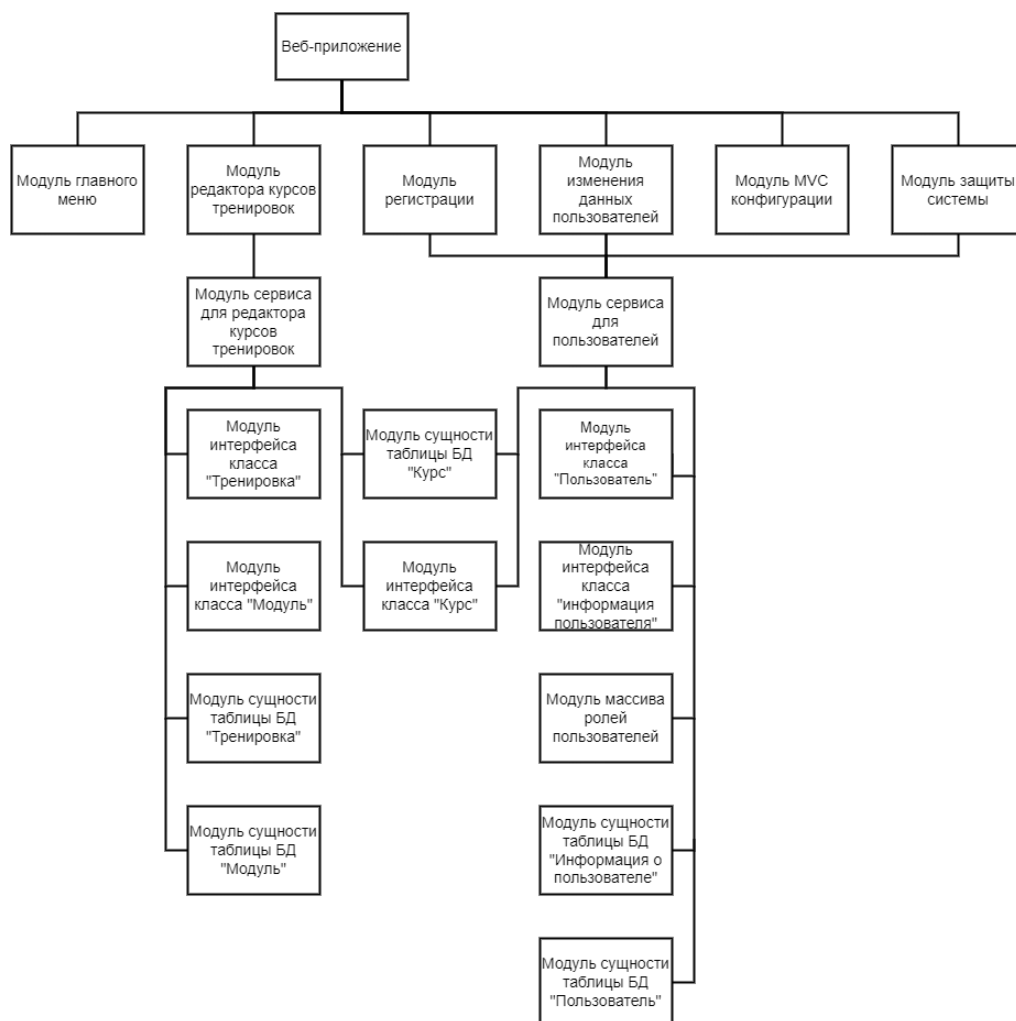 Веб-приложение
Модуль главного
меню
Модуль
редактора курсов
тренировок
Модуль
регистрации
Модуль
изменения
данных
пользователей
Модуль MVC
конфигурации
Модуль защиты
системы
Модуль сервиса
для редактора
курсов
тренировок
Модуль сервиса
для
пользователей
Модуль
интерфейса
класса
"Тренировка"
Модуль сущности
таблицы БД
"Курс"
Модуль
интерфейса
класса
"Пользователь"
Модуль
интерфейса
класса "Модуль"
Модуль
интерфейса
класса "Курс"
Модуль
интерфейса
класса
"информация
пользователя"
Модуль сущности
таблицы БД
"Тренировка"
Модуль массива
ролей
пользователей
Модуль сущности
таблицы БД
"Модуль"
Модуль сущности
таблицы БД
"Информация о
пользователе"
Модуль сущности
таблицы БД
"Пользователь"